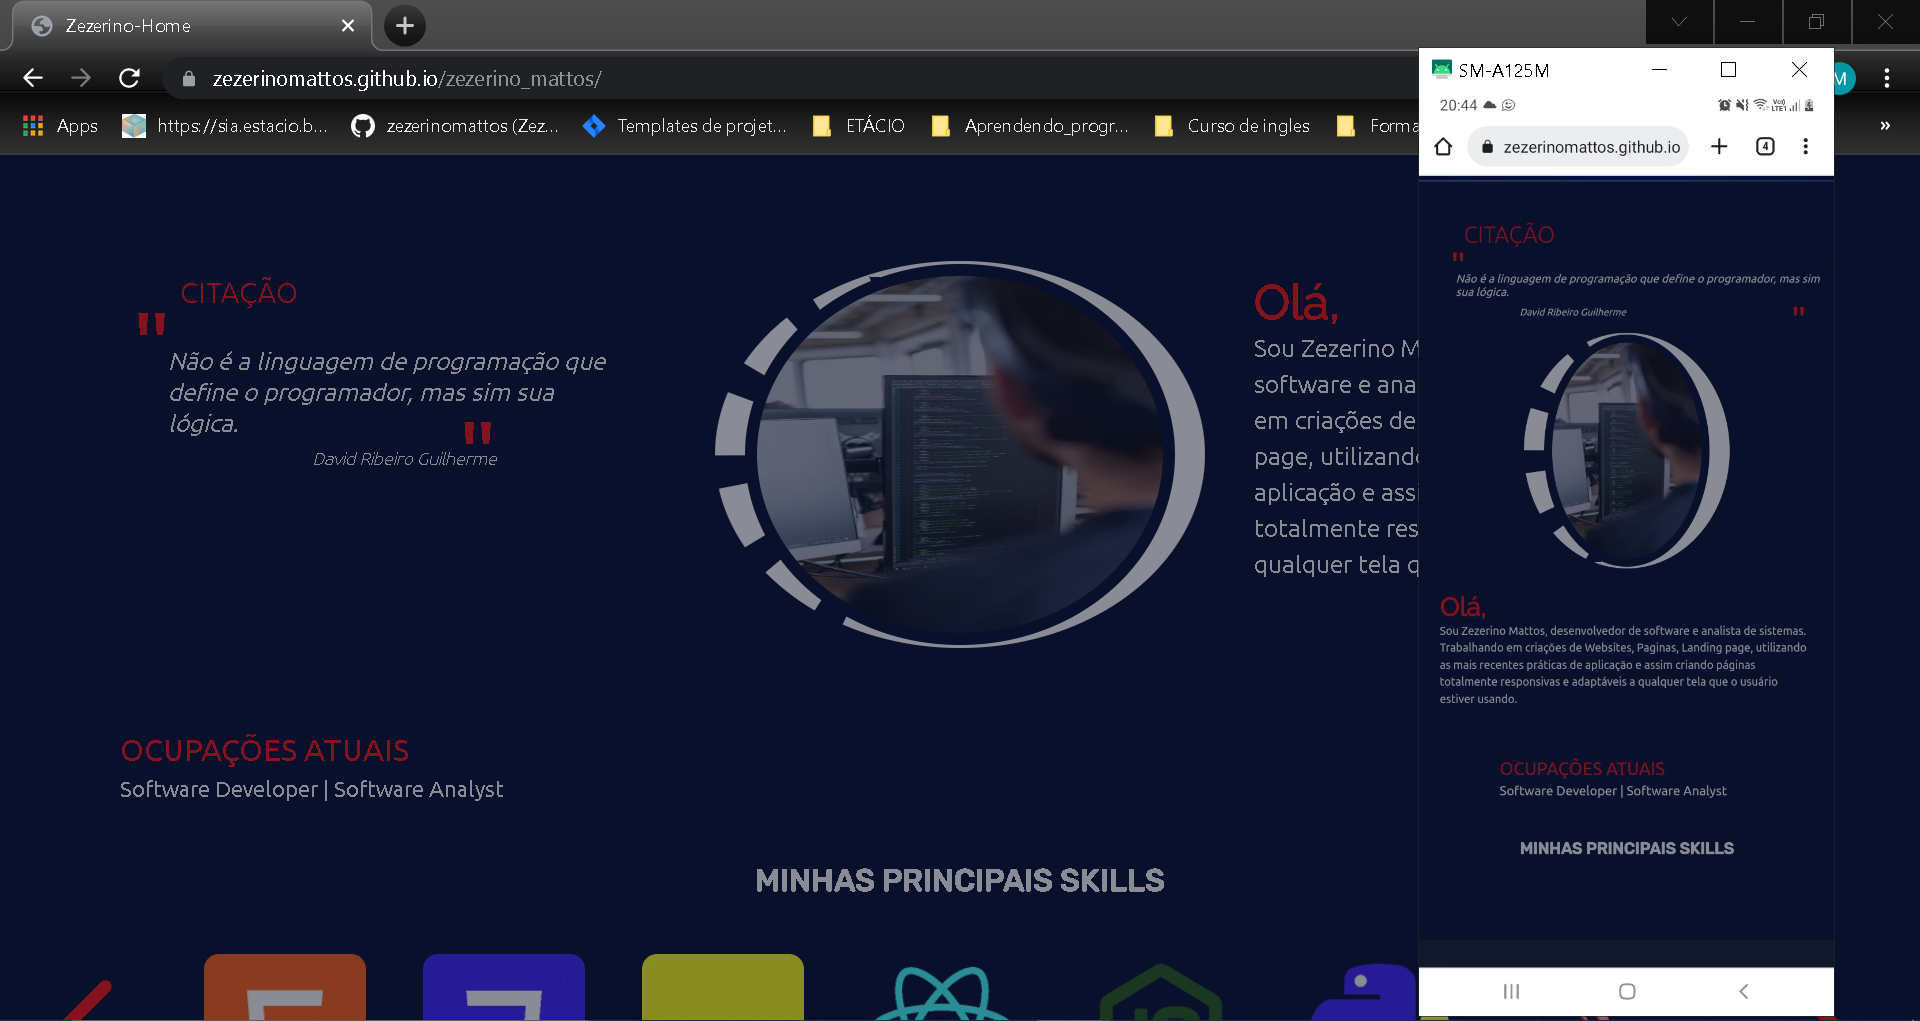 Zezerino-Home
zezerinomattos.github.io/zezerino_mattos/
M
Apps
https://sia.estacio.b...
zezerinomattos (Zez...
Templates de projet...
ETÁCIO
Aprendendo_progr...
Curso de ingles
Forma
»
CITAÇÃO
"
Não é a linguagem de programação que
define o programador, mas sim sua
lógica.
"
David Ribeiro Guilherme
Olá,
Sou Zezerino M
software e ana
em criações de
page, utilizand
aplicação e ass
totalmente res
qualquer tela q
OCUPAÇÕES ATUAIS
Software Developer | Software Analyst
MINHAS PRINCIPAIS SKILLS
SM-A125M
20:44
zezerinomattos.github.io
4
CITAÇÃO
"
Não é a linguagem de programação que define o programador, mas sim
sua lógica.
David Ribeiro Guilherme
"
Olá,
Sou Zezerino Mattos, desenvolvedor de software e analista de sistemas.
Trabalhando em criações de Websites, Paginas, Landing page, utilizando
as mais recentes práticas de aplicação e assim criando páginas
totalmente responsivas e adaptáveis a qualquer tela que o usuário
estiver usando.
OCUPAÇÕES ATUAIS
Software Developer | Software Analyst
MINHAS PRINCIPAIS SKILLS